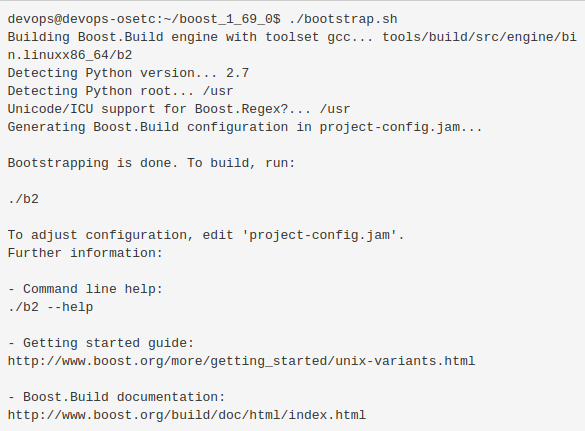 devops@devops-osetc:~/boost_1_69_0$ ./bootstrap.sh
Building Boost.Build engine with toolset gcc... tools/build/src/engine/bi
n.linuxx86_64/b2
Detecting Python version... 2.7
Detecting Python root... /usr
Unicode/ICU support for Boost.Regex?... /usr
Generating Boost.Build configuration in project-config.jam...
Bootstrapping is done. To build, run:
./b2
To adjust configuration, edit 'project-config.jam'.
Further information:
- Command line help:
./b2 --help
- Getting started guide:
http://www.boost.org/more/getting_started/unix-variants.html
- Boost.Build documentation:
http://www.boost.org/build/doc/html/index.html